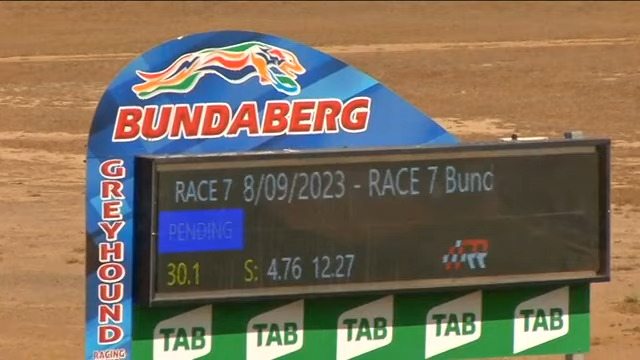 BUNDABERG
GREYHOUND
RACING
RACE 7 8/09/2023 - RACE 7 Bund
PENDING
30.1 S: 4.76 12.27
TAB TAB TAB TAB TAB